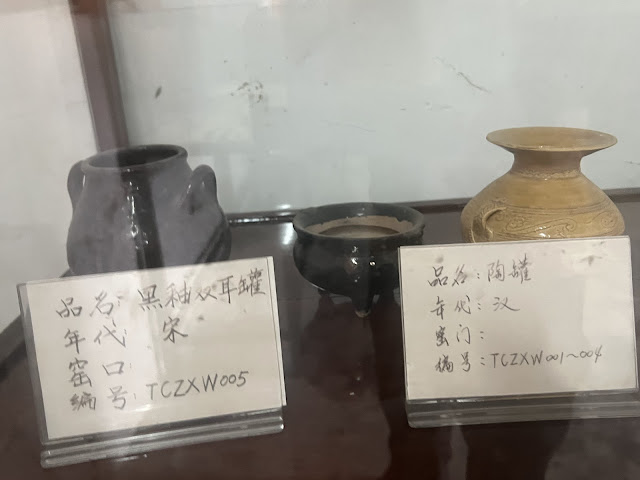 品名：黑釉双耳罐
年代 宋
窑口：
编号：TCZXW005
品名：陶罐
年代：汉
窑门：
编号：TCZXW001～004